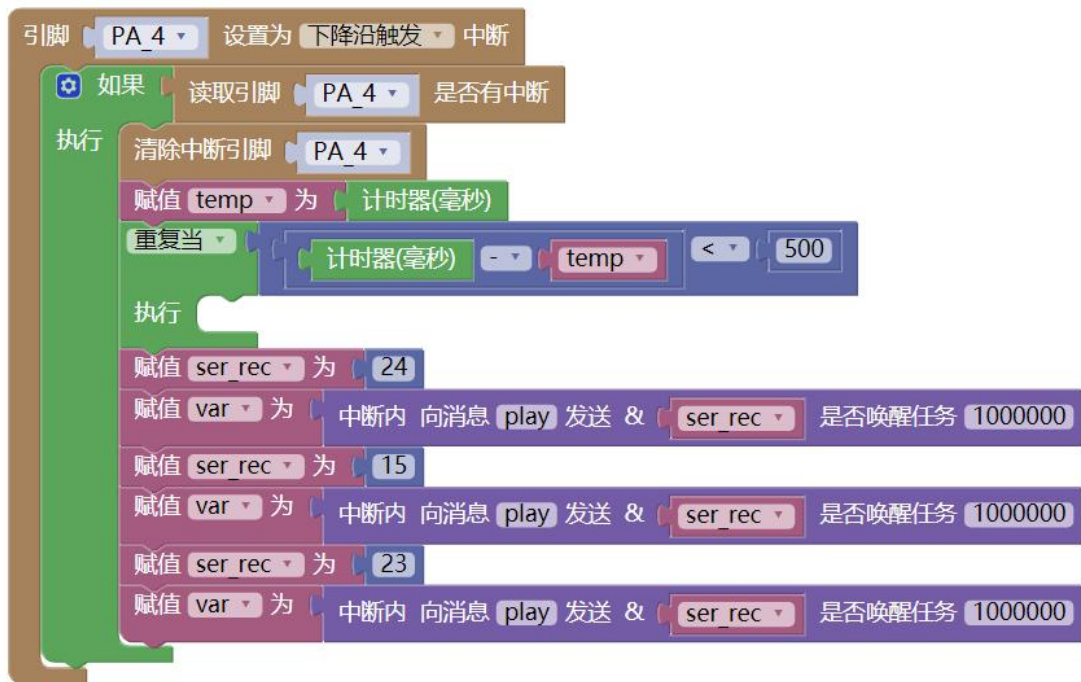 引脚 PA_4 设置为 下降沿触发 中断
如果 读取引脚 PA_4 是否有中断
执行 清除中断引脚 PA_4
赋值 temp 为 计时器(毫秒)
重复当 计时器(毫秒) - temp < 500
执行
赋值 ser_rec 为 24
赋值 var 为 中断内 向消息 play 发送 & ser_rec 是否唤醒任务 1000000
赋值 ser_rec 为 15
赋值 var 为 中断内 向消息 play 发送 & ser_rec 是否唤醒任务 1000000
赋值 ser_rec 为 23
赋值 var 为 中断内 向消息 play 发送 & ser_rec 是否唤醒任务 1000000